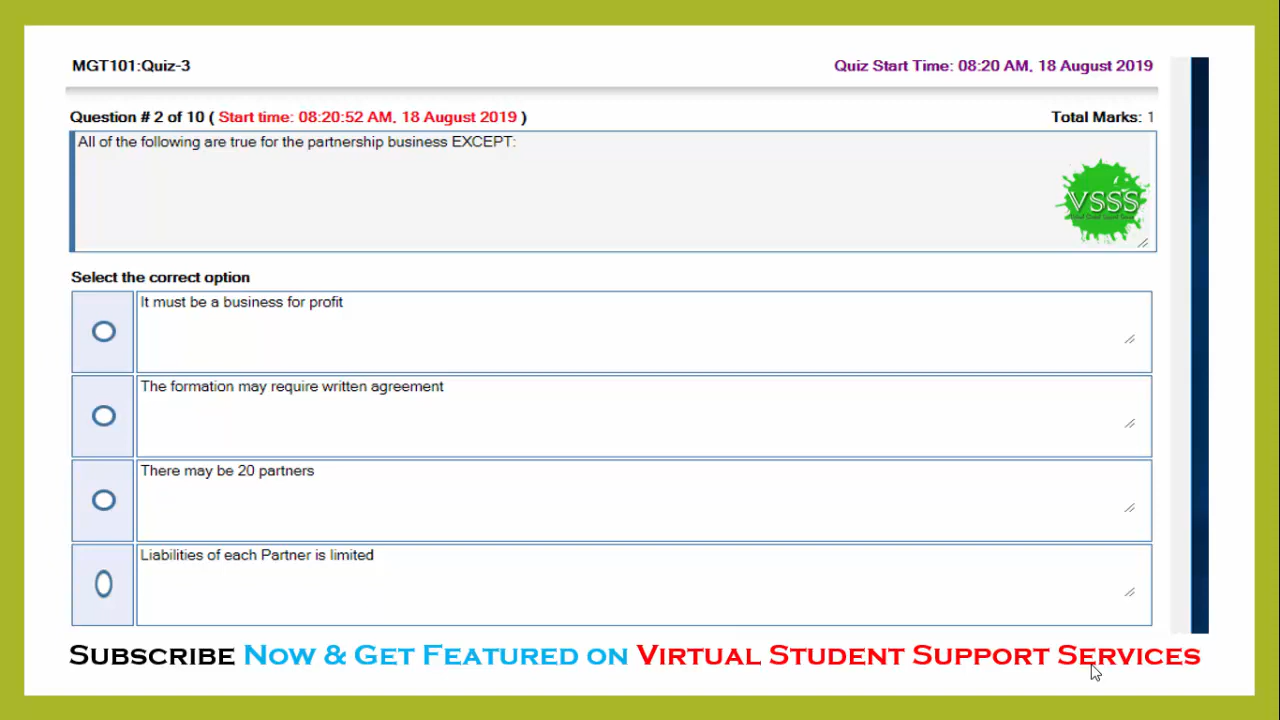 MGT101:Quiz-3
Quiz Start Time: 08:20 AM, 18 August 2019
Question # 2 of 10 ( Start time: 08:20:52 AM, 18 August 2019 )
Total Marks: 1
All of the following are true for the partnership business EXCEPT:
VSSS
Select the correct option
It must be a business for profit
The formation may require written agreement
There may be 20 partners
Liabilities of each Partner is limited
SUBSCRIBE NOW & GET FEATURED ON VIRTUAL STUDENT SUPPORT SERVICES